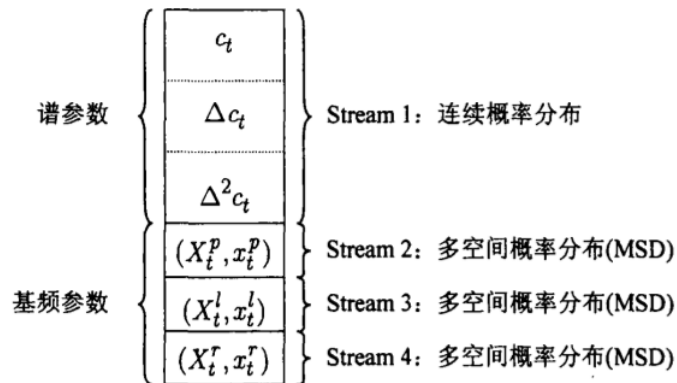 c_t
谱参数 Δc_t Stream 1：连续概率分布
Δ²c_t
(X_t^p, x_t^p) Stream 2：多空间概率分布(MSD)
基频参数 (X_t^l, x_t^l) Stream 3：多空间概率分布(MSD)
(X_t^r, x_t^r) Stream 4：多空间概率分布(MSD)